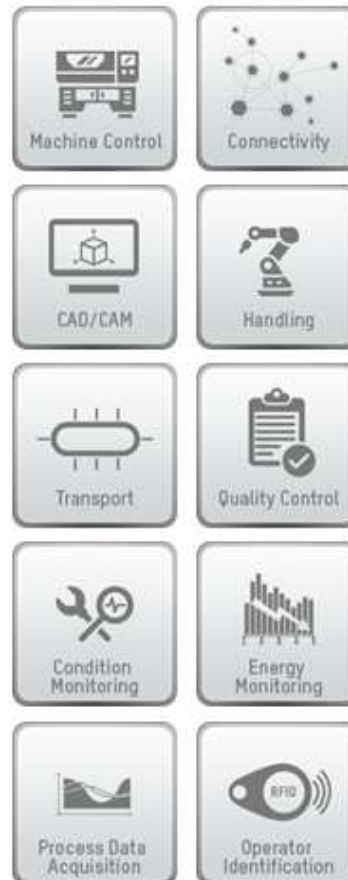 Machine Control
Connectivity
CAD/CAM
Handling
Transport
Quality Control
Condition
Monitoring
Energy
Monitoring
Process Data
Acquisition
RFID
Operator
Identification